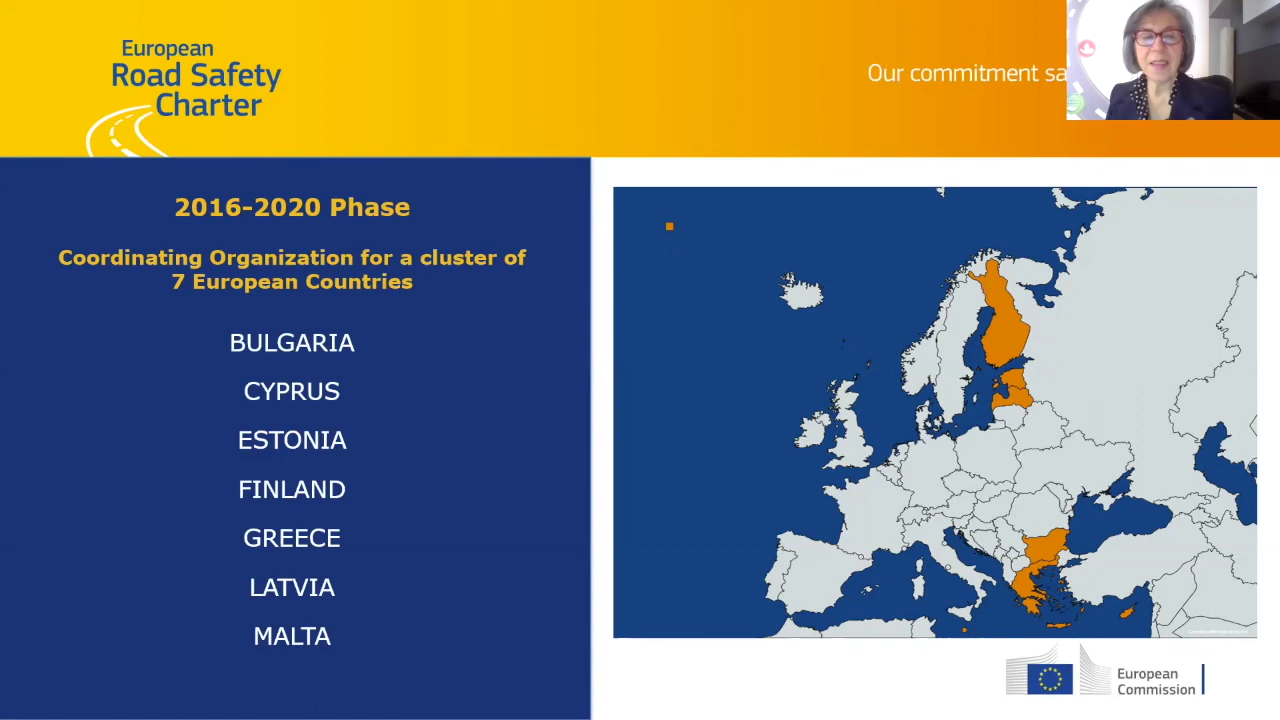 European
Road Safety
Charter
Our commitment sa
2016-2020 Phase
Coordinating Organization for a cluster of
7 European Countries
BULGARIA
CYPRUS
ESTONIA
FINLAND
GREECE
LATVIA
MALTA
European
Commission